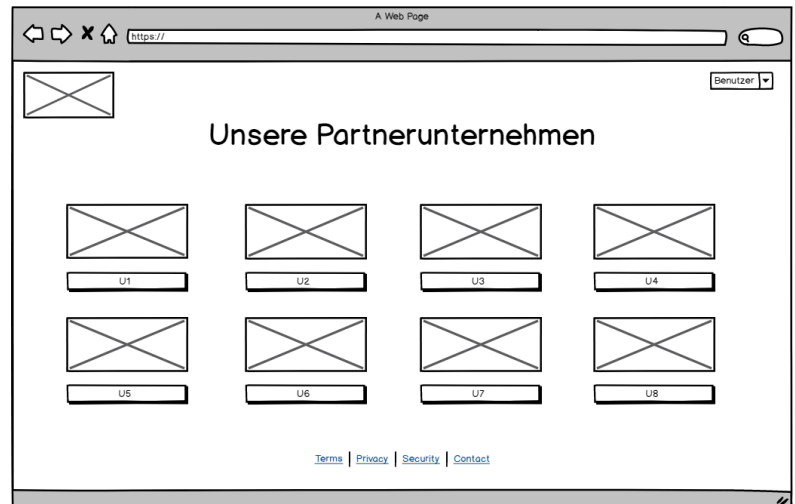 A Web Page
https://
Benutzer
Unsere Partnerunternehmen
U1 U2 U3 U4
U5 U6 U7 U8
Terms | Privacy | Security | Contact